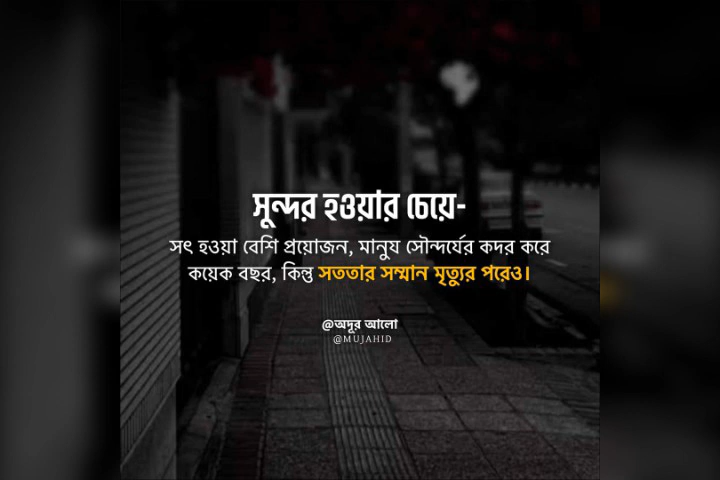 সুন্দর হওয়ার চেয়ে-
সৎ হওয়া বেশি প্রয়োজন, মানুষ সৌন্দর্যের কদর করে
কয়েক বছর, কিন্তু সততার সম্মান মৃত্যুর পরেও।
@অদূর আলো
@MUJAHID